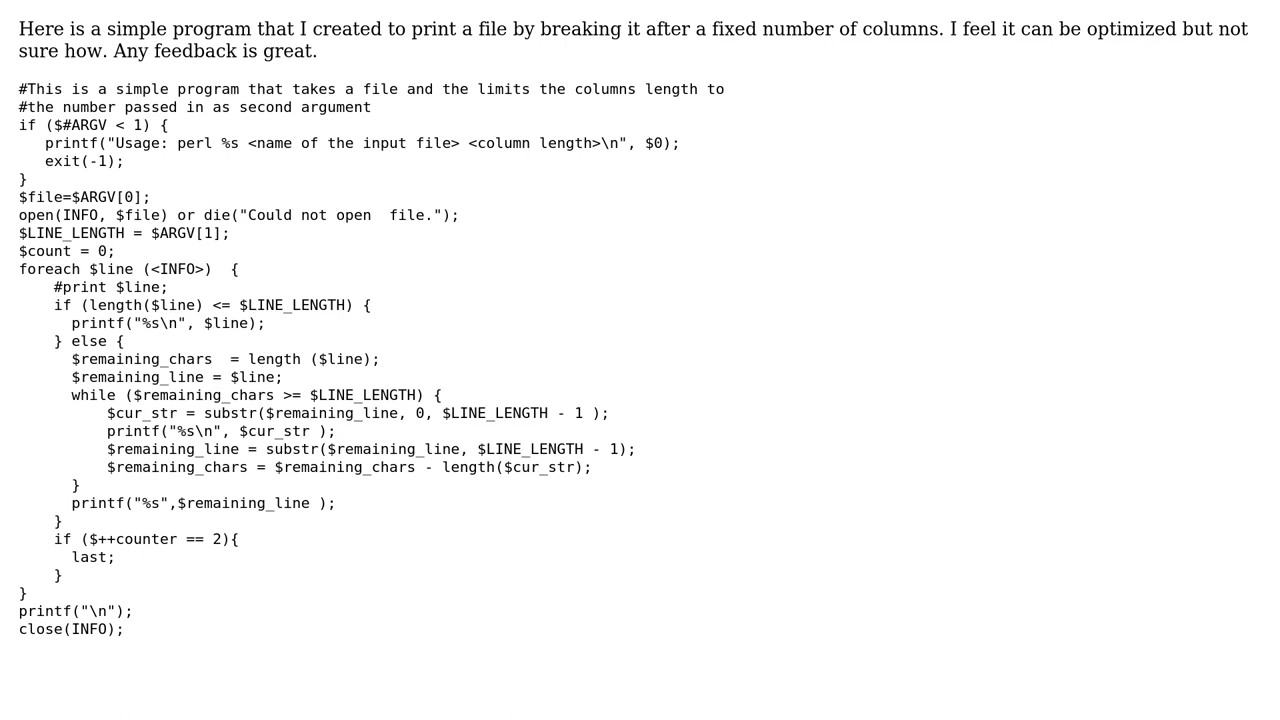 Here is a simple program that I created to print a file by breaking it after a fixed number of columns. I feel it can be optimized but not
sure how. Any feedback is great.
#This is a simple program that takes a file and the limits the columns length to
#the number passed in as second argument
if ($#ARGV < 1) {
   printf("Usage: perl %s <name of the input file> <column length>\n", $0);
   exit(-1);
}
$file=$ARGV[0];
open(INFO, $file) or die("Could not open  file.");
$LINE_LENGTH = $ARGV[1];
$count = 0;
foreach $line (<INFO>)  {
    #print $line;
    if (length($line) <= $LINE_LENGTH) {
      printf("%s\n", $line);
    } else {
      $remaining_chars  = length ($line);
      $remaining_line = $line;
      while ($remaining_chars >= $LINE_LENGTH) {
          $cur_str = substr($remaining_line, 0, $LINE_LENGTH - 1 );
          printf("%s\n", $cur_str );
          $remaining_line = substr($remaining_line, $LINE_LENGTH - 1);
          $remaining_chars = $remaining_chars - length($cur_str);
      }
      printf("%s",$remaining_line );
    }
    if ($++counter == 2){
      last;
    }
}
printf("\n");
close(INFO);